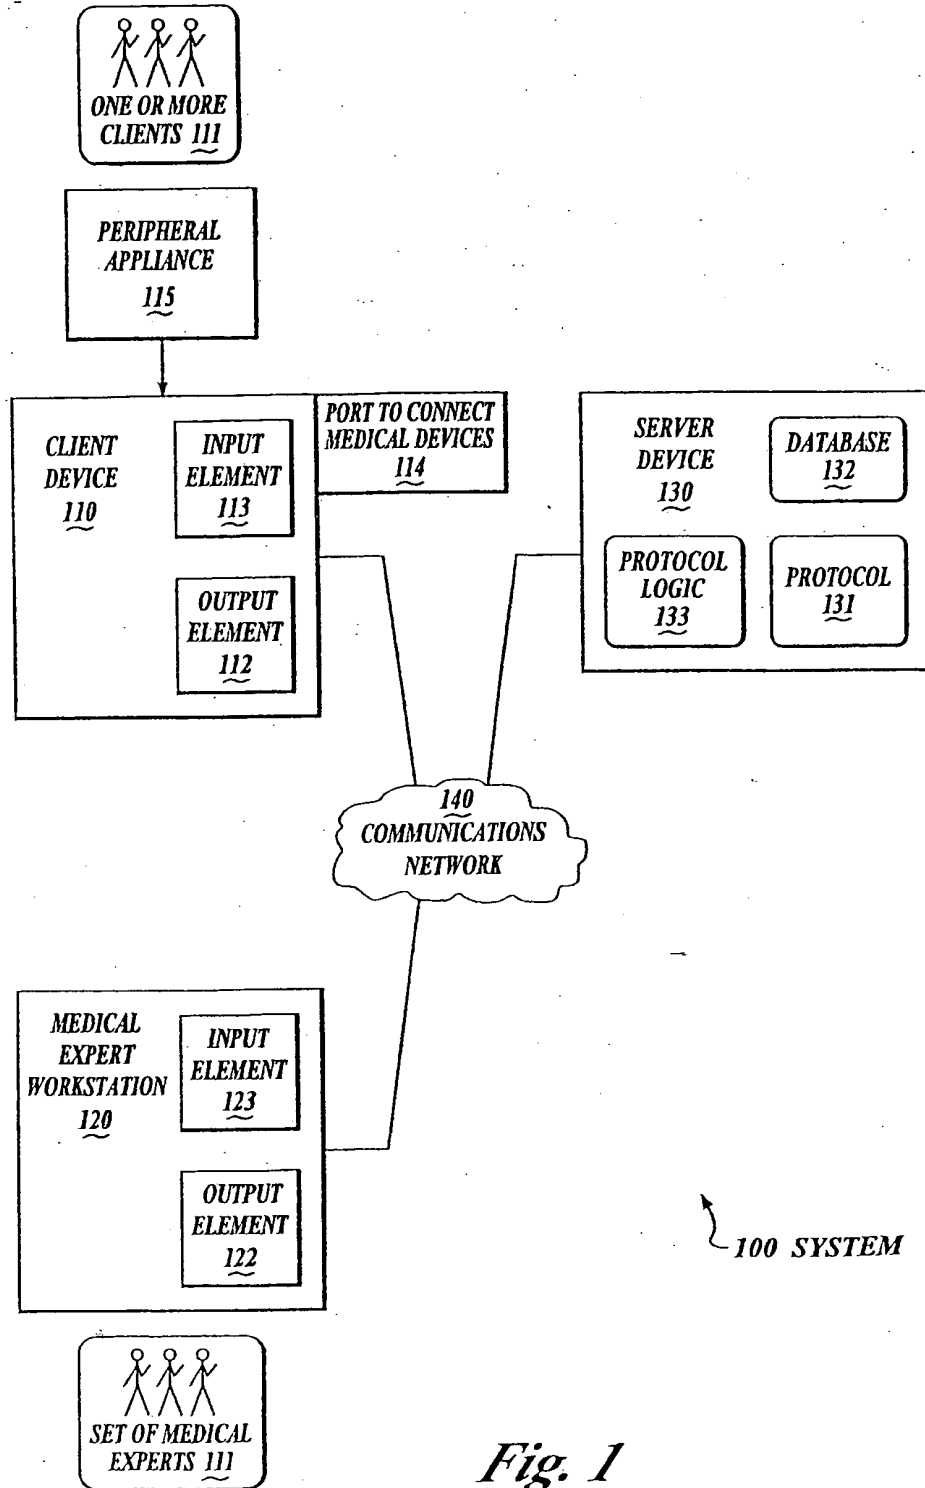 ONE OR MORE
CLIENTS 111
PERIPHERAL
APPLIANCE
115
CLIENT
DEVICE
110
INPUT
ELEMENT
113
OUTPUT
ELEMENT
112
PORT TO CONNECT
MEDICAL DEVICES
114
SERVER
DEVICE
130
DATABASE
132
PROTOCOL
LOGIC
133
PROTOCOL
131
140
COMMUNICATIONS
NETWORK
MEDICAL
EXPERT
WORKSTATION
120
INPUT
ELEMENT
123
OUTPUT
ELEMENT
122
100 SYSTEM
SET OF MEDICAL
EXPERTS 111
Fig. 1